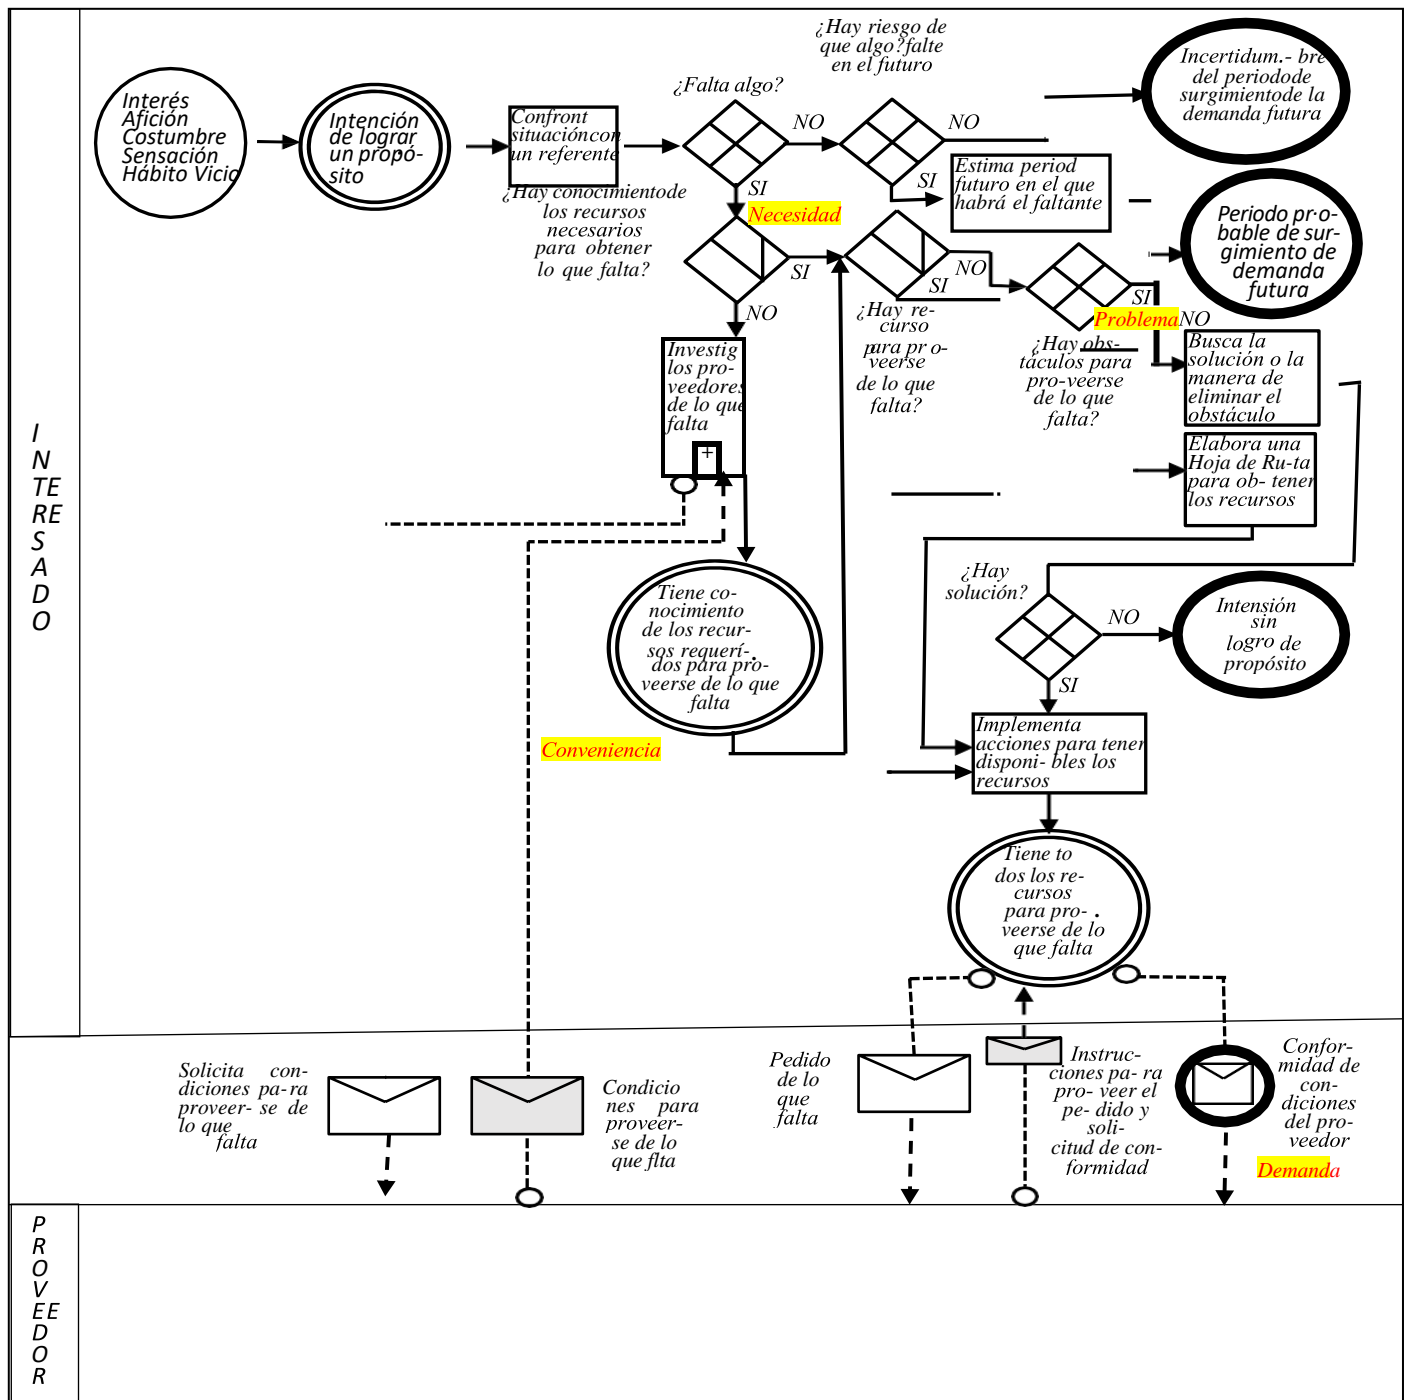 Interés
Afición
Costumbre
Sensación
Hábito Vicio
Intención
de lograr
un propó-
sito
Confront
situacióncon
un referente
¿Falta algo?
NO
SI
¿Hay riesgo de
que algo?falte
en el futuro
NO
SI
Incertidum.- bre
del periodode
surgimientode la
demanda futura
Estima period
futuro en el que
habrá el faltante
Periodo pr·o-
bable de sur-
gimiento de
demanda
futura
¿Hay conocimientode
los recursos
necesarios
para obtener
lo que falta?
Necesidad
SI
NO
NO
SI
¿Hay re-
curso
para pr o-
veerse
de lo que
falta?
SI
Problema
NO
¿Hay obs-
táculos para
pro-veerse
de lo que
falta?
Busca la
solución o la
manera de
eliminar el
obstáculo
Investig
los pro-
veedores
de lo que
falta
+
Elabora una
Hoja de Ru-ta
para ob- tener
los recursos
I
N
TE
RE
S
A
D
O
Tiene co-
nocimiento
de los recur-
sos requerí-.
dos para pro-
veerse de lo que
falta
Conveniencia
¿Hay
solución?
NO
SI
Intensión
sin
logro de
propósito
Implementa
acciones para tener
disponi- bles los
recursos
Tiene to
dos los re-
cursos
para pro- .
veerse de lo
que falta
Solicita con-
diciones pa-ra
proveer- se de
lo que
falta
Condicio
nes para
proveer-
se de lo
que flta
Pedido
de lo
que
falta
Instruc-
ciones pa- ra
pro- veer el
pe- dido y
soli-
citud de con-
formidad
Confor-
midad de
con-
diciones
del pro-
veedor
Demanda
P
R
O
V
EE
D
O
R